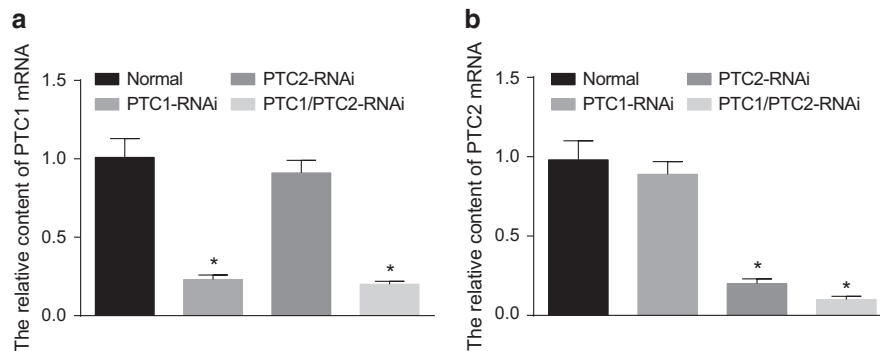 a
The relative content of PTC1 mRNA
1.5
1.0
0.5
0.0
Normal
PTC2-RNAi
PTC1-RNAi
PTC1/PTC2-RNAi
*
*
b
The relative content of PTC2 mRNA
1.5
1.0
0.5
0.0
Normal
PTC2-RNAi
PTC1-RNAi
PTC1/PTC2-RNAi
*
*